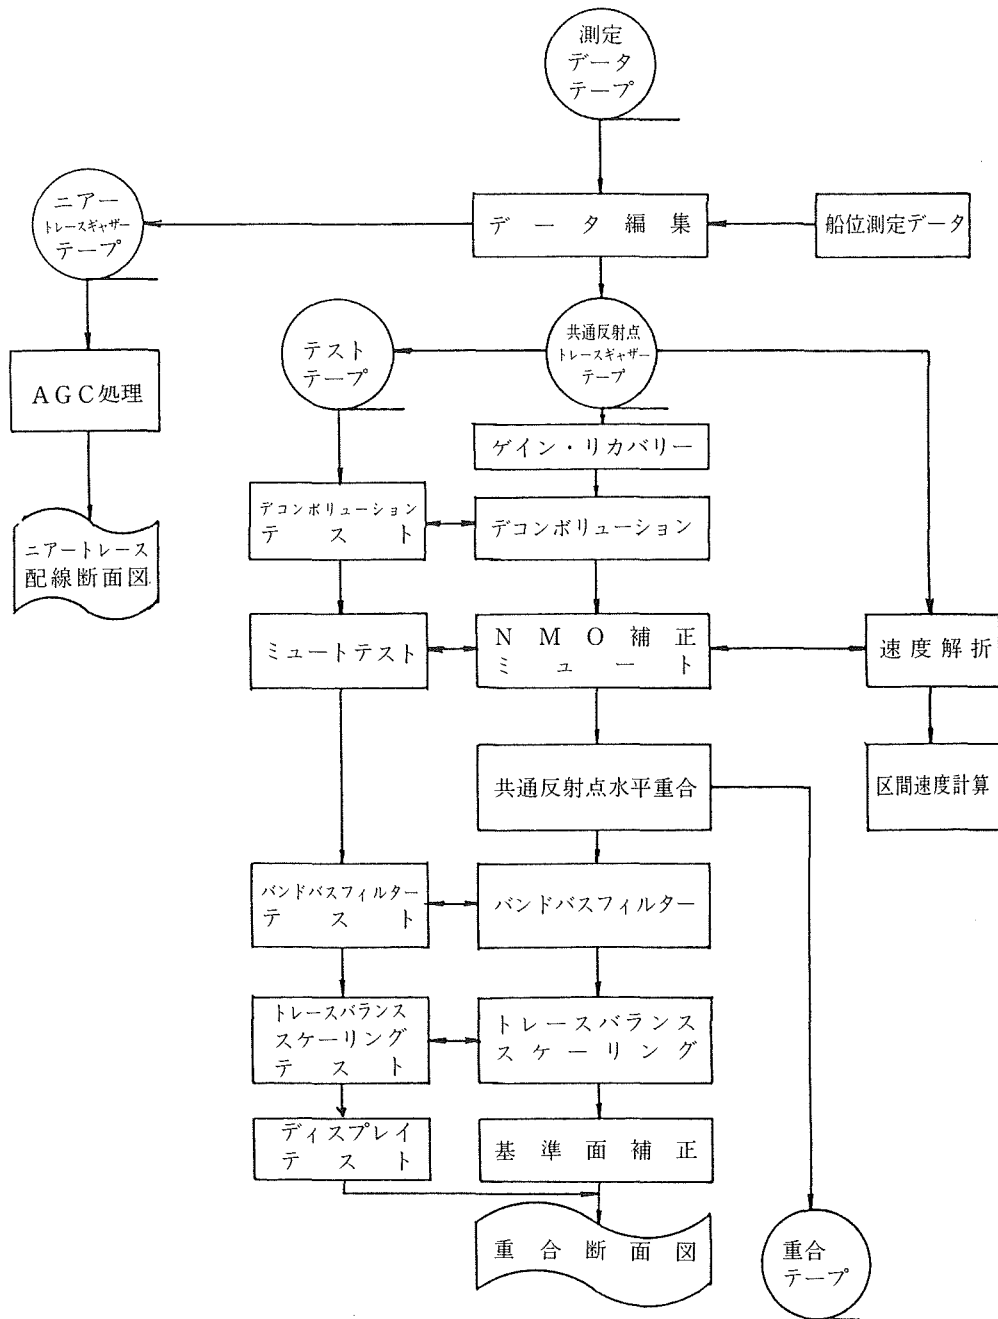 測定
データ
テープ
ニアー
トレースギャザー
テープ
データ編集
船位測定データ
テスト
テープ
共通反射点
トレースギャザー
テープ
AGC処理
ゲイン・リカバリー
デコンボリューション
テスト
デコンボリューション
ニアートレース
配線断面図
ミュートテスト
NMO補正
ミュート
速度解折
共通反射点水平重合
区間速度計算
バンドバスフィルター
テスト
バンドバスフィルター
トレースバランス
スケーリング
テスト
トレースバランス
スケーリング
ディスプレイ
テスト
基準面補正
重合断面図
重合
テープ